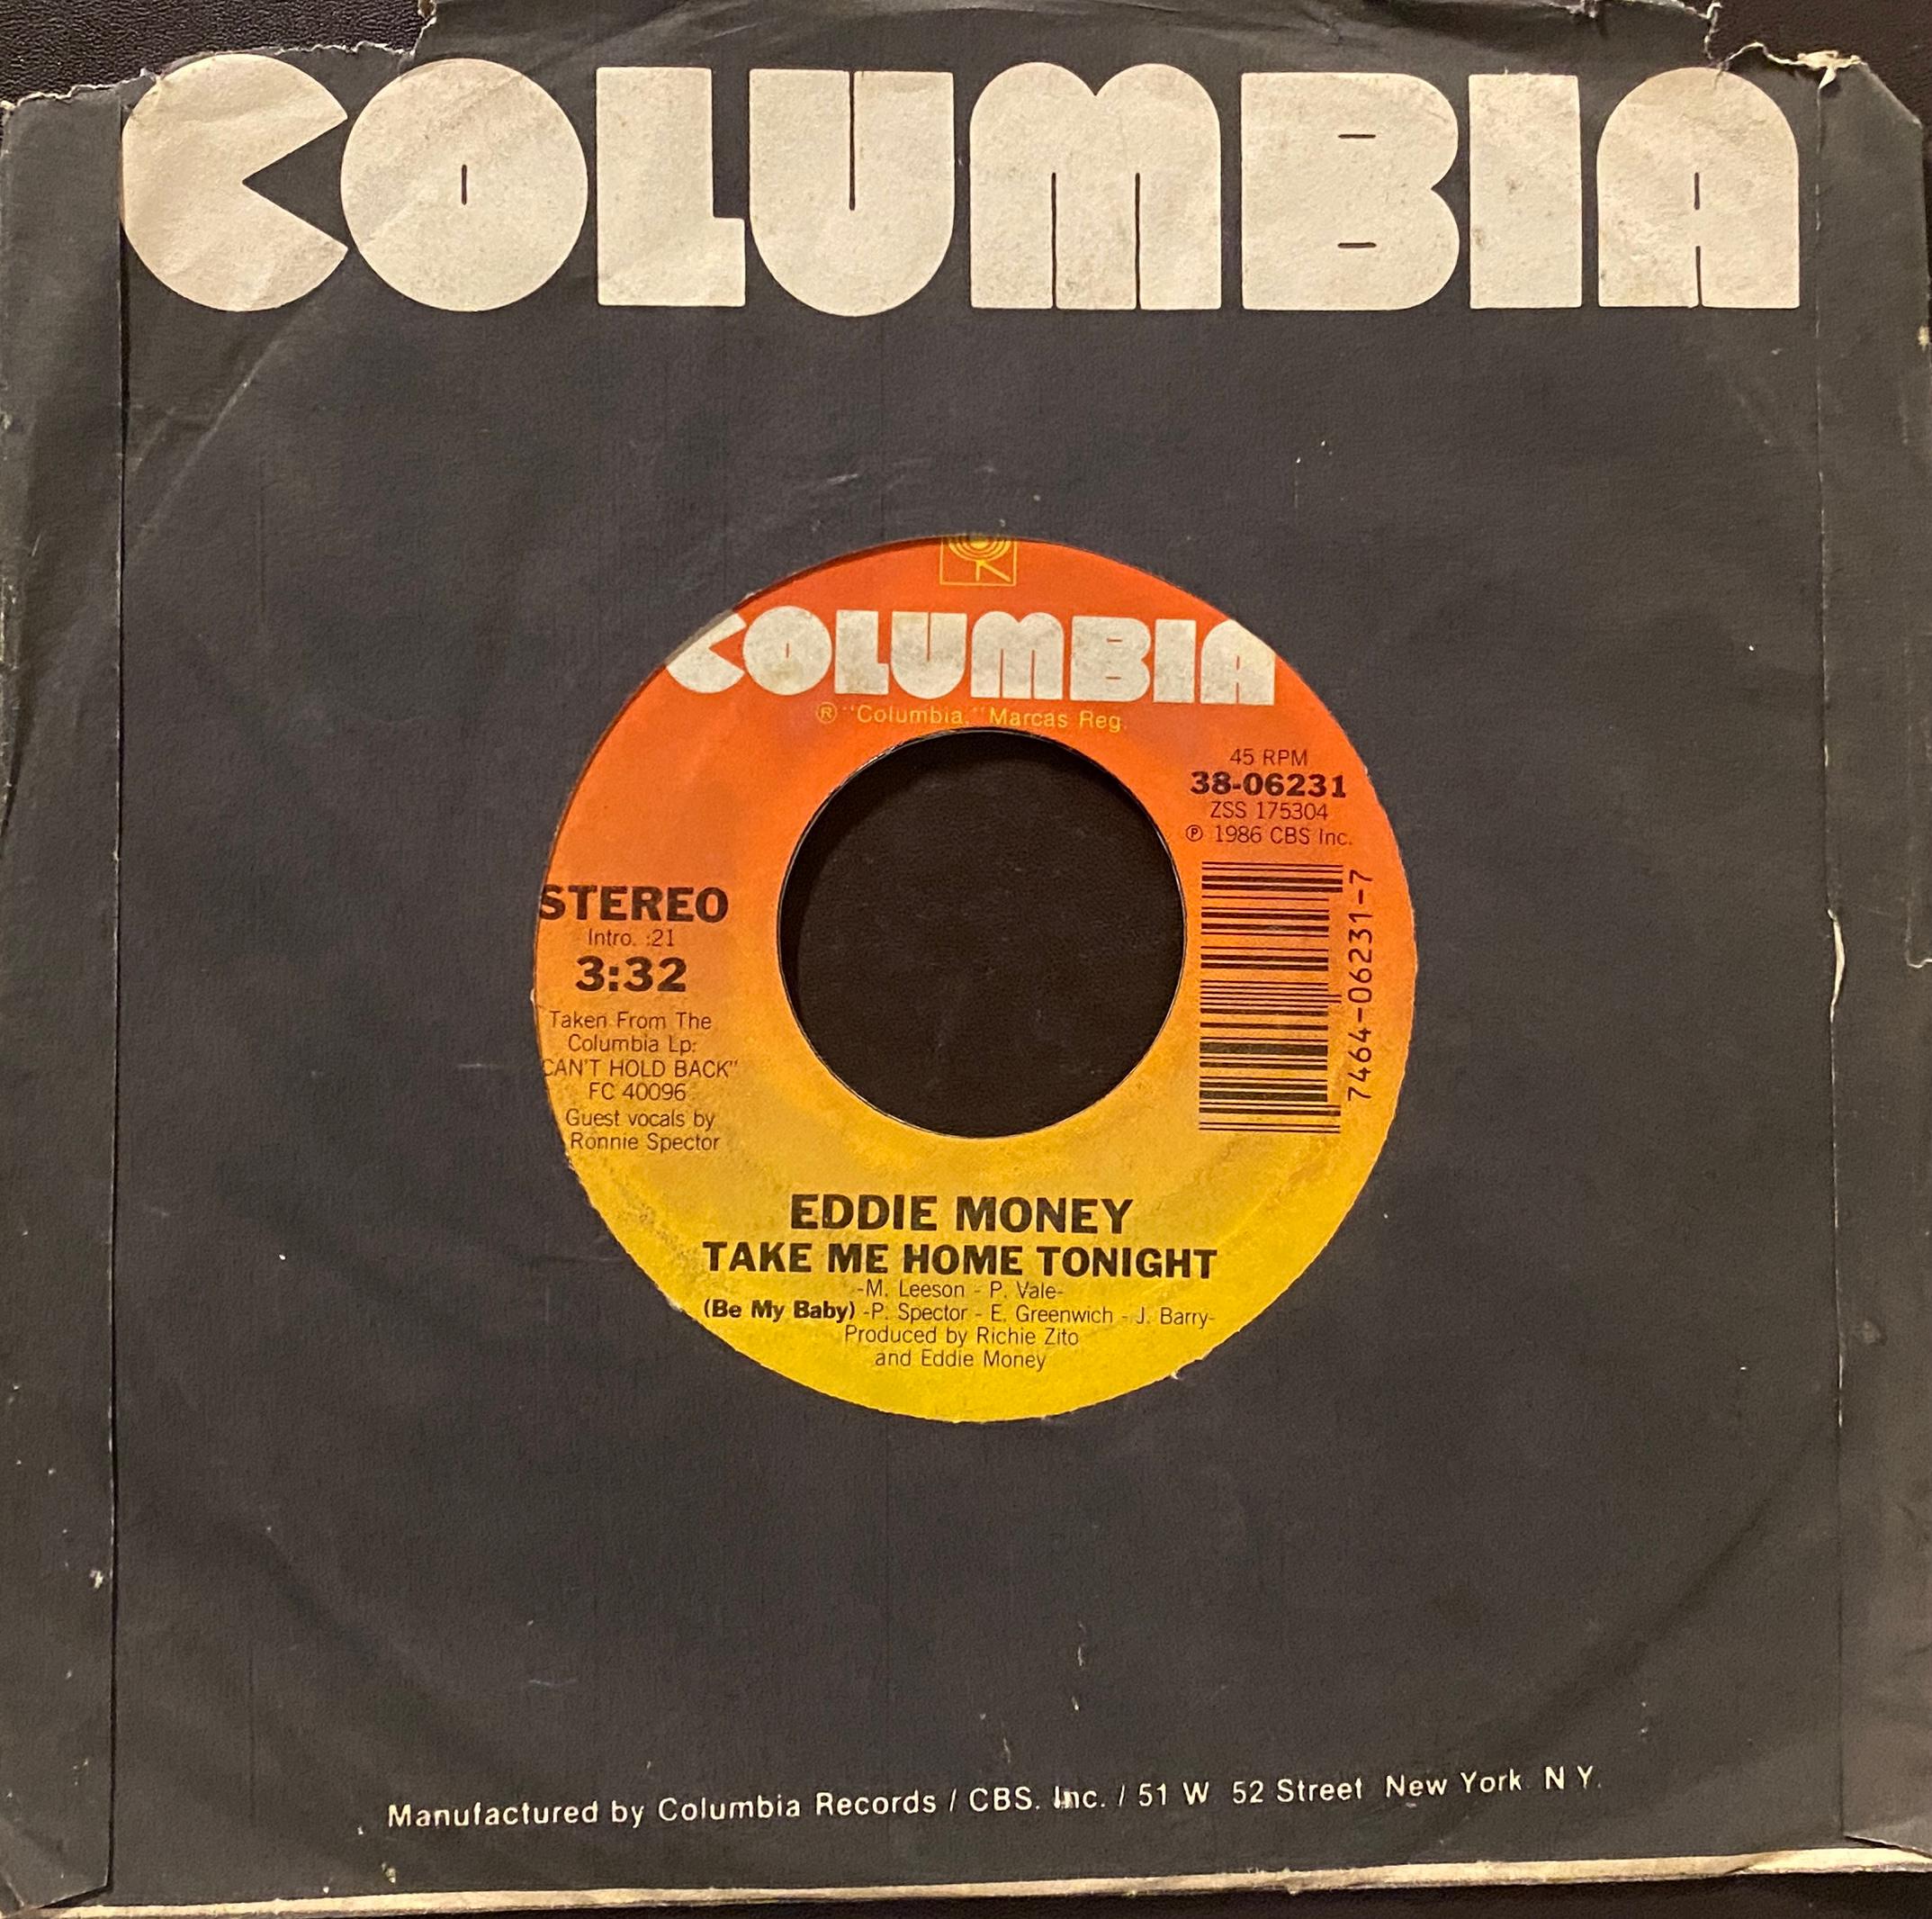 COLUMBIA
COLUMBIA
® "Columbia," Marcas Reg.
45 RPM
38-06231
ZSS 175304
℗ 1986 CBS Inc.
7464-06231-7
STEREO
Intro. :21
3:32
Taken From The
Columbia Lp:
CAN'T HOLD BACK"
FC 40096
Guest vocals by
Ronnie Spector
EDDIE MONEY
TAKE ME HOME TONIGHT
-M. Leeson - P. Vale-
(Be My Baby) -P. Spector - E. Greenwich - J. Barry-
Produced by Richie Zito
and Eddie Money
Manufactured by Columbia Records / CBS. Inc. / 51 W 52 Street New York N Y.